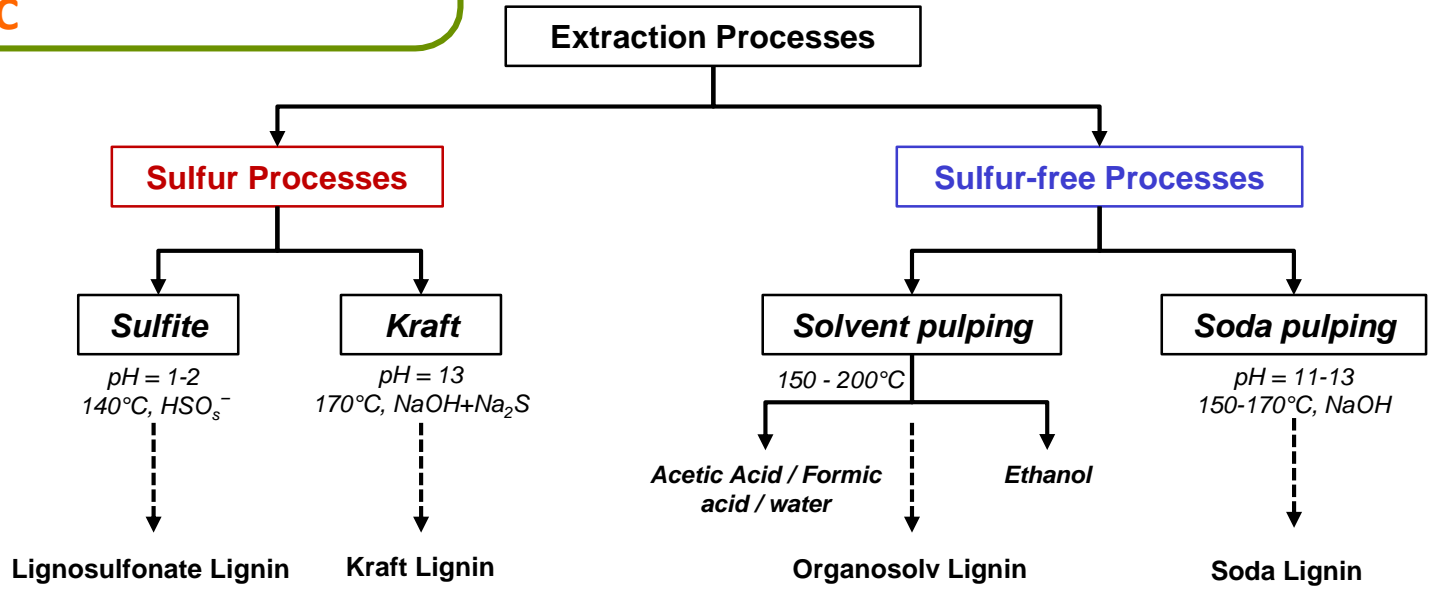 C
Extraction Processes
Sulfur Processes
Sulfur-free Processes
Sulfite
Kraft
Solvent pulping
Soda pulping
pH = 1-2
140°C, HSOₛ⁻
pH = 13
170°C, NaOH+Na₂S
150 - 200°C
pH = 11-13
150-170°C, NaOH
Acetic Acid / Formic
acid / water
Ethanol
Lignosulfonate Lignin
Kraft Lignin
Organosolv Lignin
Soda Lignin